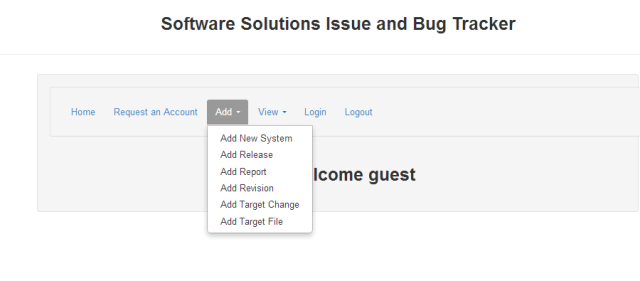 Software Solutions Issue and Bug Tracker
Home Request an Account Add View Login Logout
Add New System
Add Release
lcome guest
Add Report
Add Revision
Add Target Change
Add Target File